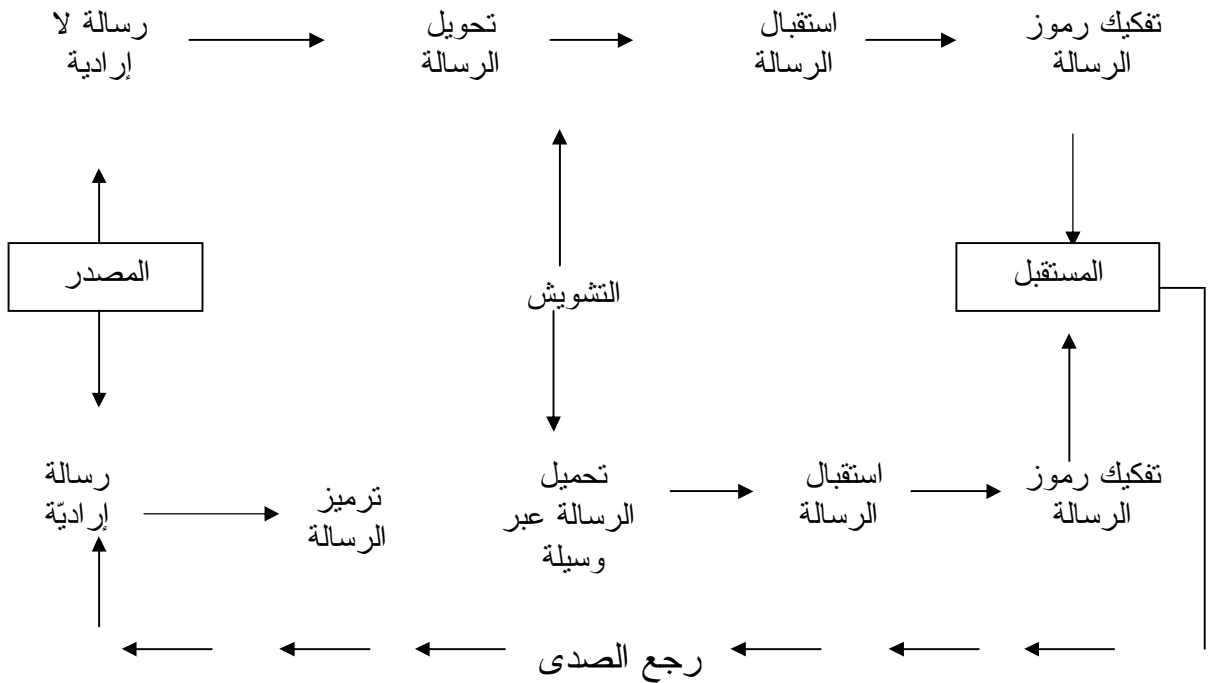 رسالة لا
إرادية
تحويل
الرسالة
استقبال
الرسالة
تفكيك رموز
الرسالة
المصدر
التشويش
المستقبل
رسالة
إراديّة
ترميز
الرسالة
تحميل
الرسالة عبر
وسيلة
استقبال
الرسالة
تفكيك رموز
الرسالة
رجع الصدى